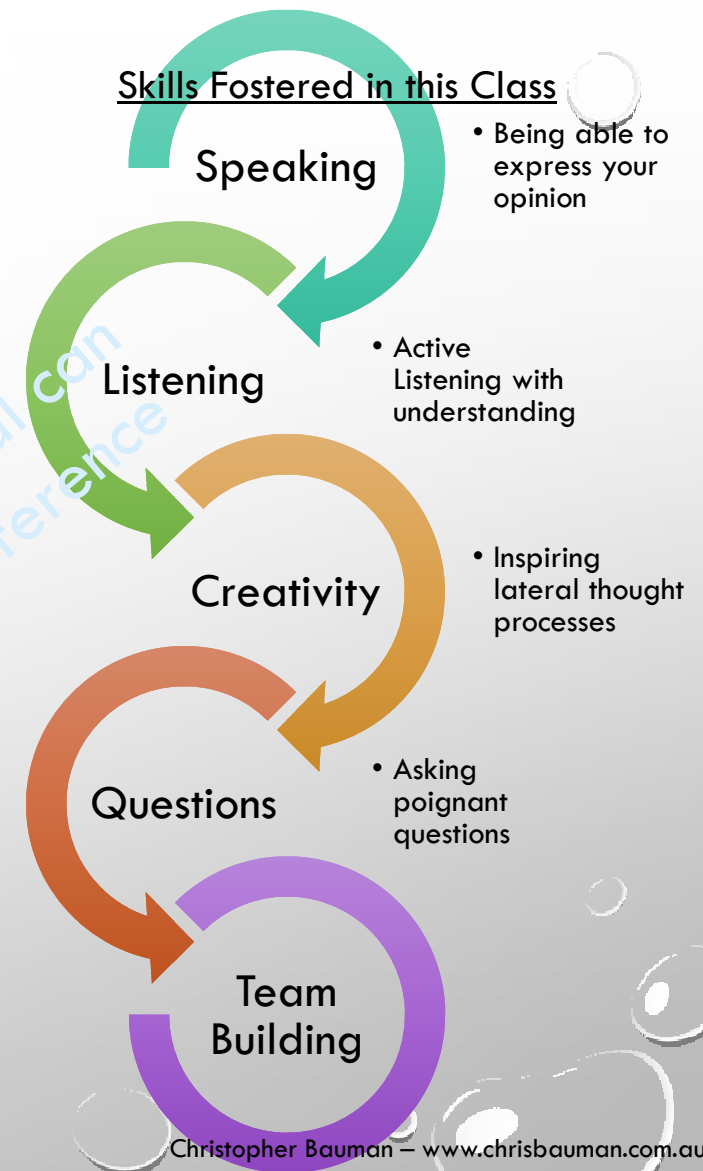 Skills Fostered in this Class
Speaking
• Being able to
express your
opinion
Listening
• Active
Listening with
understanding
Creativity
• Inspiring
lateral thought
processes
Questions
• Asking
poignant
questions
Team
Building
can
Christopher Bauman – www.chrisbauman.com.au